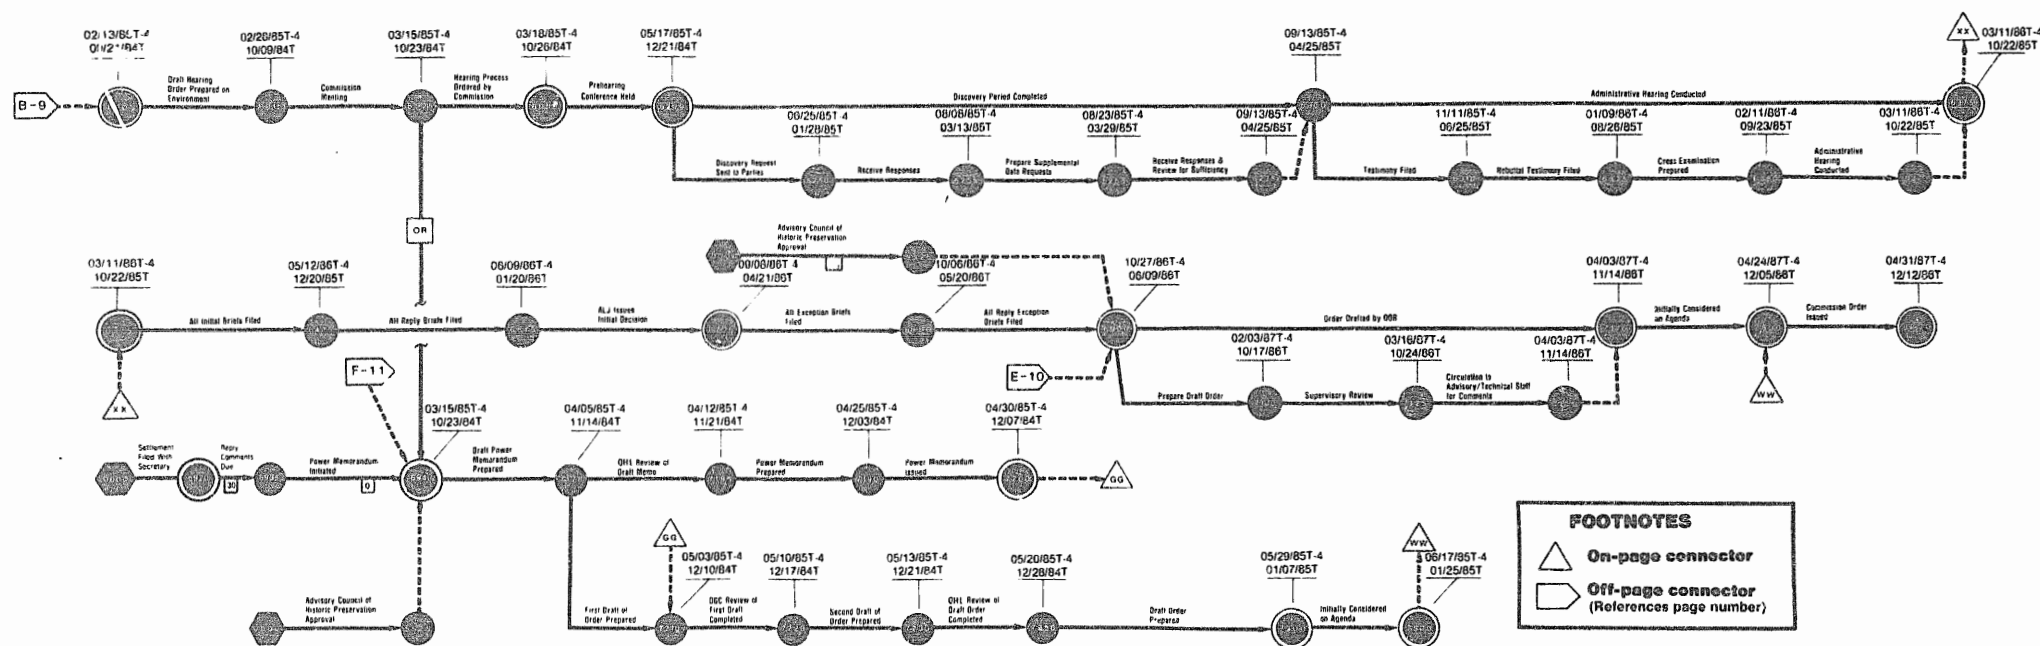 02/26/85T-4
10/09/84T
03/15/85T-4
10/23/84T
03/18/85T-4
10/26/84T
05/17/85T-4
12/21/84T
09/13/85T-4
04/25/85T
XX
03/11/86T-4
10/22/85T
B-9
Draft Hearing
Order Prepared on
Environment
Commission
Meeting
Hearing Process
Ordered by
Commission
Prehearing
Conference Held
Discovery Period Completed
Administrative Hearing Conducted
06/25/85T-4
01/28/85T
08/08/85T-4
03/13/85T
08/23/85T-4
03/29/85T
09/13/85T-4
04/25/85T
11/11/85T-4
06/25/85T
01/09/86T-4
08/26/85T
02/11/86T-4
09/23/85T
03/11/86T-4
10/22/85T
Discovery Request
Sent to Parties
Receive Responses
Prepare Supplemental
Data Requests
Receive Responses &
Review for Sufficiency
Testimony Filed
Rebuttal Testimony Filed
Cross Examination
Prepared
Administrative
Hearing
Conducted
OR
Advisory Council of
Historic Preservation
Approval
03/11/86T-4
10/22/85T
05/12/86T-4
12/20/85T
06/09/86T-4
01/20/86T
09/08/86T-4
04/21/86T
10/06/86T-4
05/20/86T
10/27/86T-4
06/09/86T
04/03/87T-4
11/14/86T
04/24/87T-4
12/05/86T
04/31/87T-4
12/12/86T
All Initial Briefs Filed
All Reply Briefs Filed
ALJ Issues
Initial Decision
All Exception Briefs
Filed
All Reply Exception
Briefs Filed
Order Drafted by OOR
Initially Considered
on Agenda
Commission Order
Issued
02/03/87T-4
10/17/86T
03/16/87T-4
10/24/86T
04/03/87T-4
11/14/86T
XX
F-11
E-10
Prepare Draft Order
Supervisory Review
Circulation to
Advisory/Technical Staff
for Comments
WW
03/15/85T-4
10/23/84T
04/05/85T-4
11/14/84T
04/12/85T-4
11/21/84T
04/25/85T-4
12/03/84T
04/30/85T-4
12/07/84T
Settlement
Filed With
Secretary
Reply
Comments
Due
30
Power Memorandum
Initiated
0
Draft Power
Memorandum
Prepared
OHL Review of
Draft Memo
Power Memorandum
Prepared
Power Memorandum
Issued
GG
GG
05/03/85T-4
12/10/84T
05/10/85T-4
12/17/84T
05/13/85T-4
12/21/84T
05/20/85T-4
12/28/84T
05/29/85T-4
01/07/85T
WW
06/17/85T-4
01/25/85T
Advisory Council of
Historic Preservation
Approval
First Draft of
Order Prepared
OGC Review of
First Draft
Completed
Second Draft of
Order Prepared
OHL Review of
Draft Order
Completed
Draft Order
Prepared
Initially Considered
on Agenda
FOOTNOTES
On-page connector
Off-page connector
(References page number)